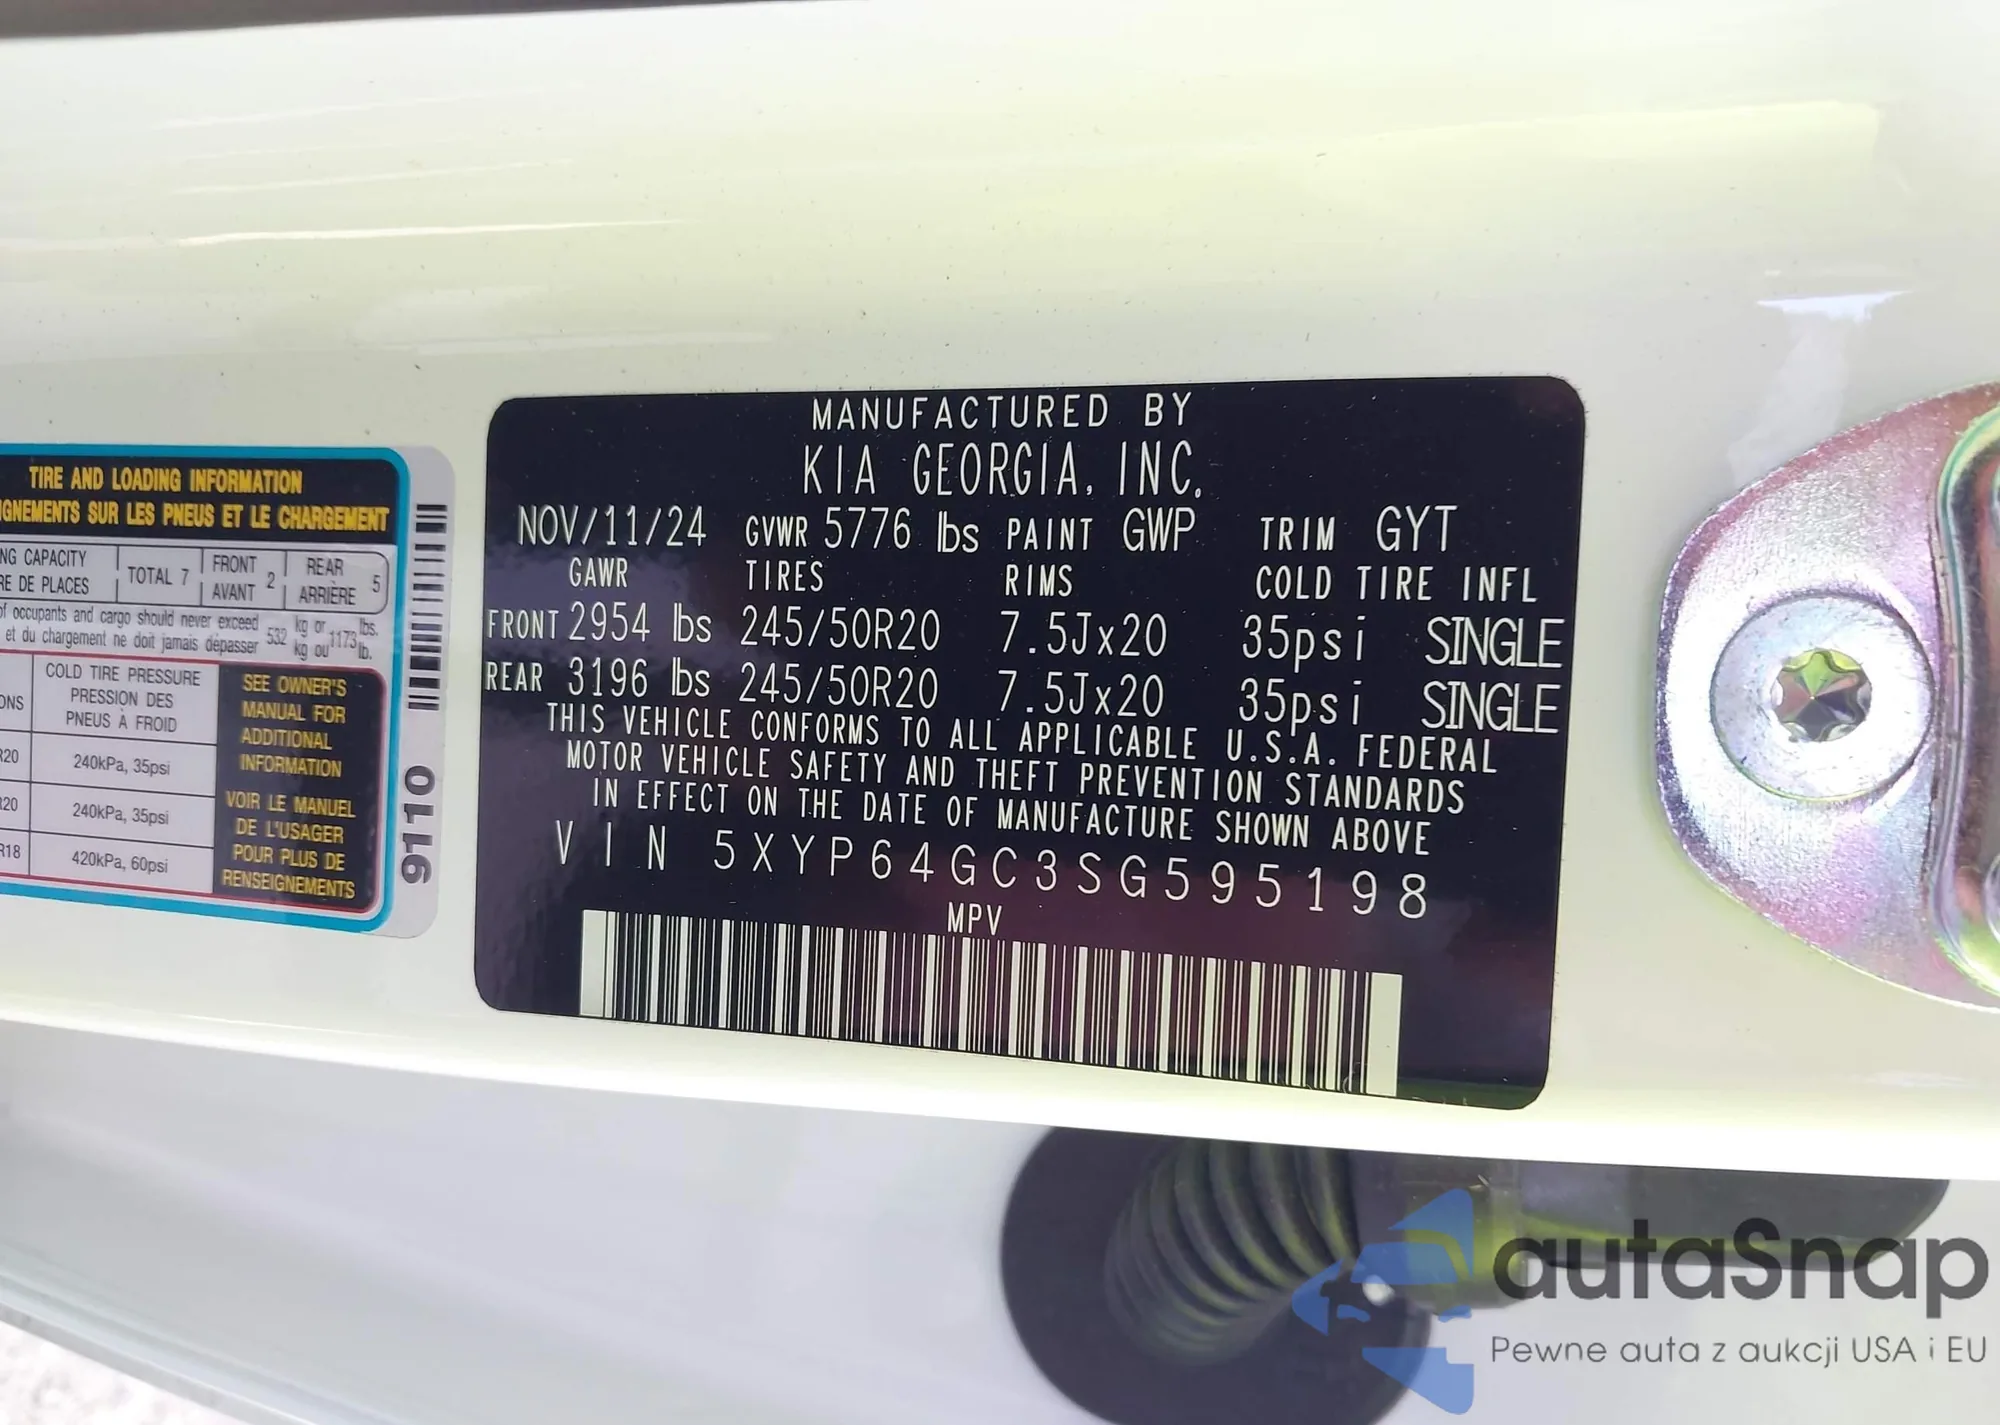 TIRE AND LOADING INFORMATION
SUR LES PNEUS ET LE CHARGEMENT
CAPACITY
DE PLACES
TOTAL 7
FRONT
AVANT
2
REAR
ARRIÈRE
5
of occupants and cargo should never exceed
et du chargement ne doit jamais dépasser
532
kg or
kg ou
1173
lbs.
lb.
COLD TIRE PRESSURE
PRESSION DES
PNEUS À FROID
240kPa, 35psi
240kPa, 35psi
420kPa, 60psi
SEE OWNER'S
MANUAL FOR
ADDITIONAL
INFORMATION
VOIR LE MANUEL
DE L'USAGER
POUR PLUS DE
RENSEIGNEMENTS
9110
MANUFACTURED BY
KIA GEORGIA, INC.
NOV/11/24 GVWR 5776 lbs PAINT GWP TRIM GYT
GAWR TIRES RIMS COLD TIRE INFL
FRONT 2954 lbs 245/50R20 7.5Jx20 35psi SINGLE
REAR 3196 lbs 245/50R20 7.5Jx20 35psi SINGLE
THIS VEHICLE CONFORMS TO ALL APPLICABLE U.S.A. FEDERAL
MOTOR VEHICLE SAFETY AND THEFT PREVENTION STANDARDS
IN EFFECT ON THE DATE OF MANUFACTURE SHOWN ABOVE
VIN 5XYP64GC3SG595198
MPV
autaSnap
Pewne auta z aukcji USA i EU